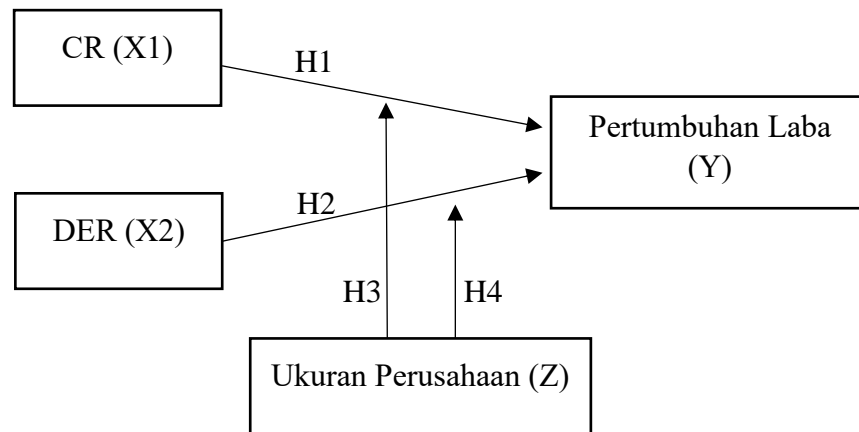 CR (X1)
H1
Pertumbuhan Laba
(Y)
H2
DER (X2)
H3
H4
Ukuran Perusahaan (Z)